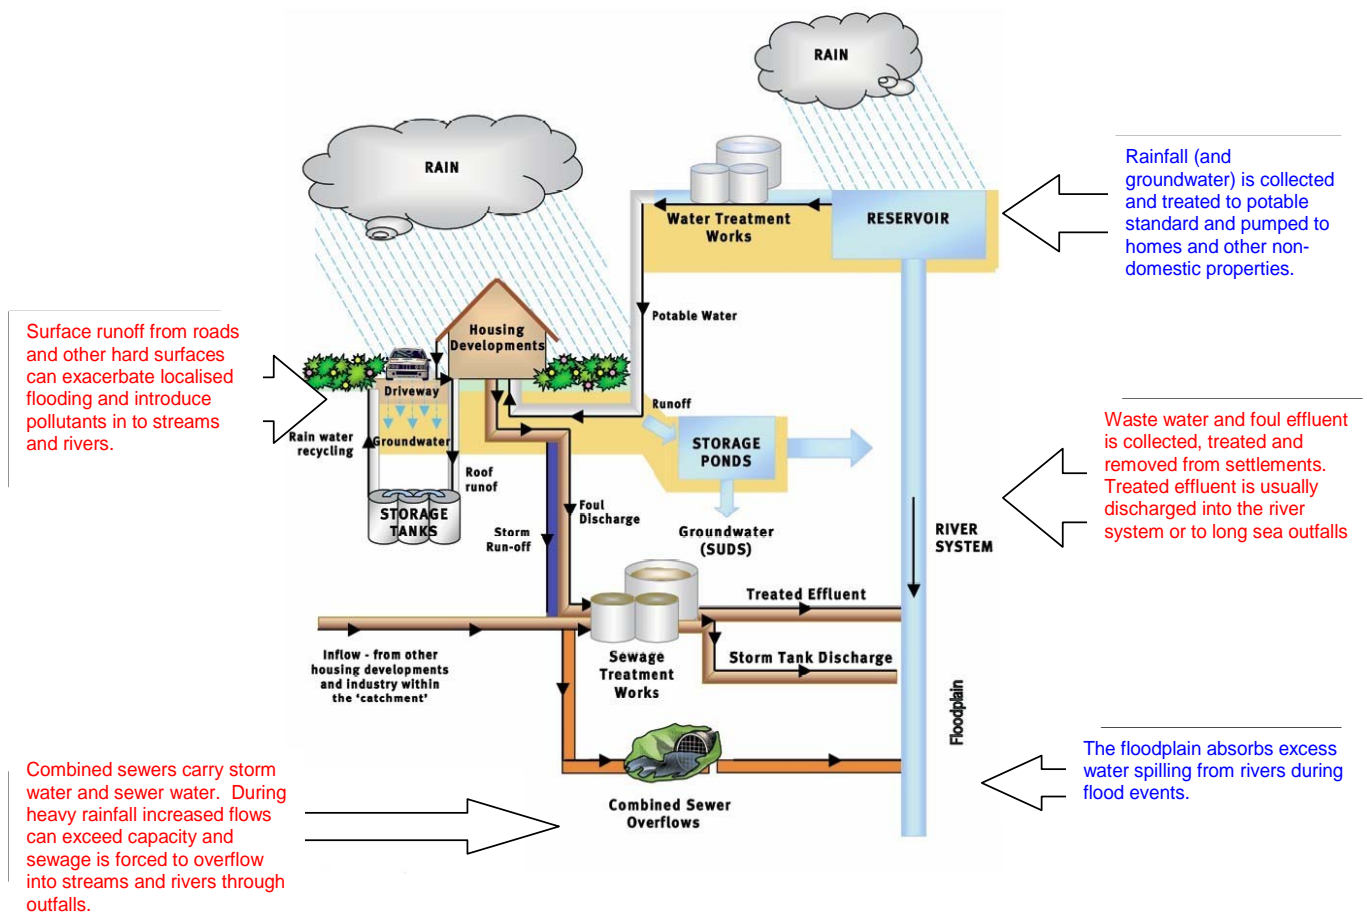 RAIN
RAIN
Rainfall (and
groundwater) is collected
and treated to potable
standard and pumped to
homes and other non-
domestic properties.
Water Treatment
Works
RESERVOIR
Potable Water
Surface runoff from roads
and other hard surfaces
can exacerbate localised
flooding and introduce
pollutants in to streams
and rivers.
Housing
Developments
Driveway
Groundwater
Rain water
recycling
Roof
runof
STORAGE
TANKS
Runoff
STORAGE
PONDS
Groundwater
(SUDS)
Waste water and foul effluent
is collected, treated and
removed from settlements.
Treated effluent is usually
discharged into the river
system or to long sea outfalls
Foul
Discharge
Storm
Run-off
RIVER
SYSTEM
Treated Effluent
Storm Tank Discharge
Inflow - from other
housing developments
and industry within
the 'catchment'
Sewage
Treatment
Works
Floodplain
The floodplain absorbs excess
water spilling from rivers during
flood events.
Combined sewers carry storm
water and sewer water.  During
heavy rainfall increased flows
can exceed capacity and
sewage is forced to overflow
into streams and rivers through
outfalls.
Combined Sewer
Overflows